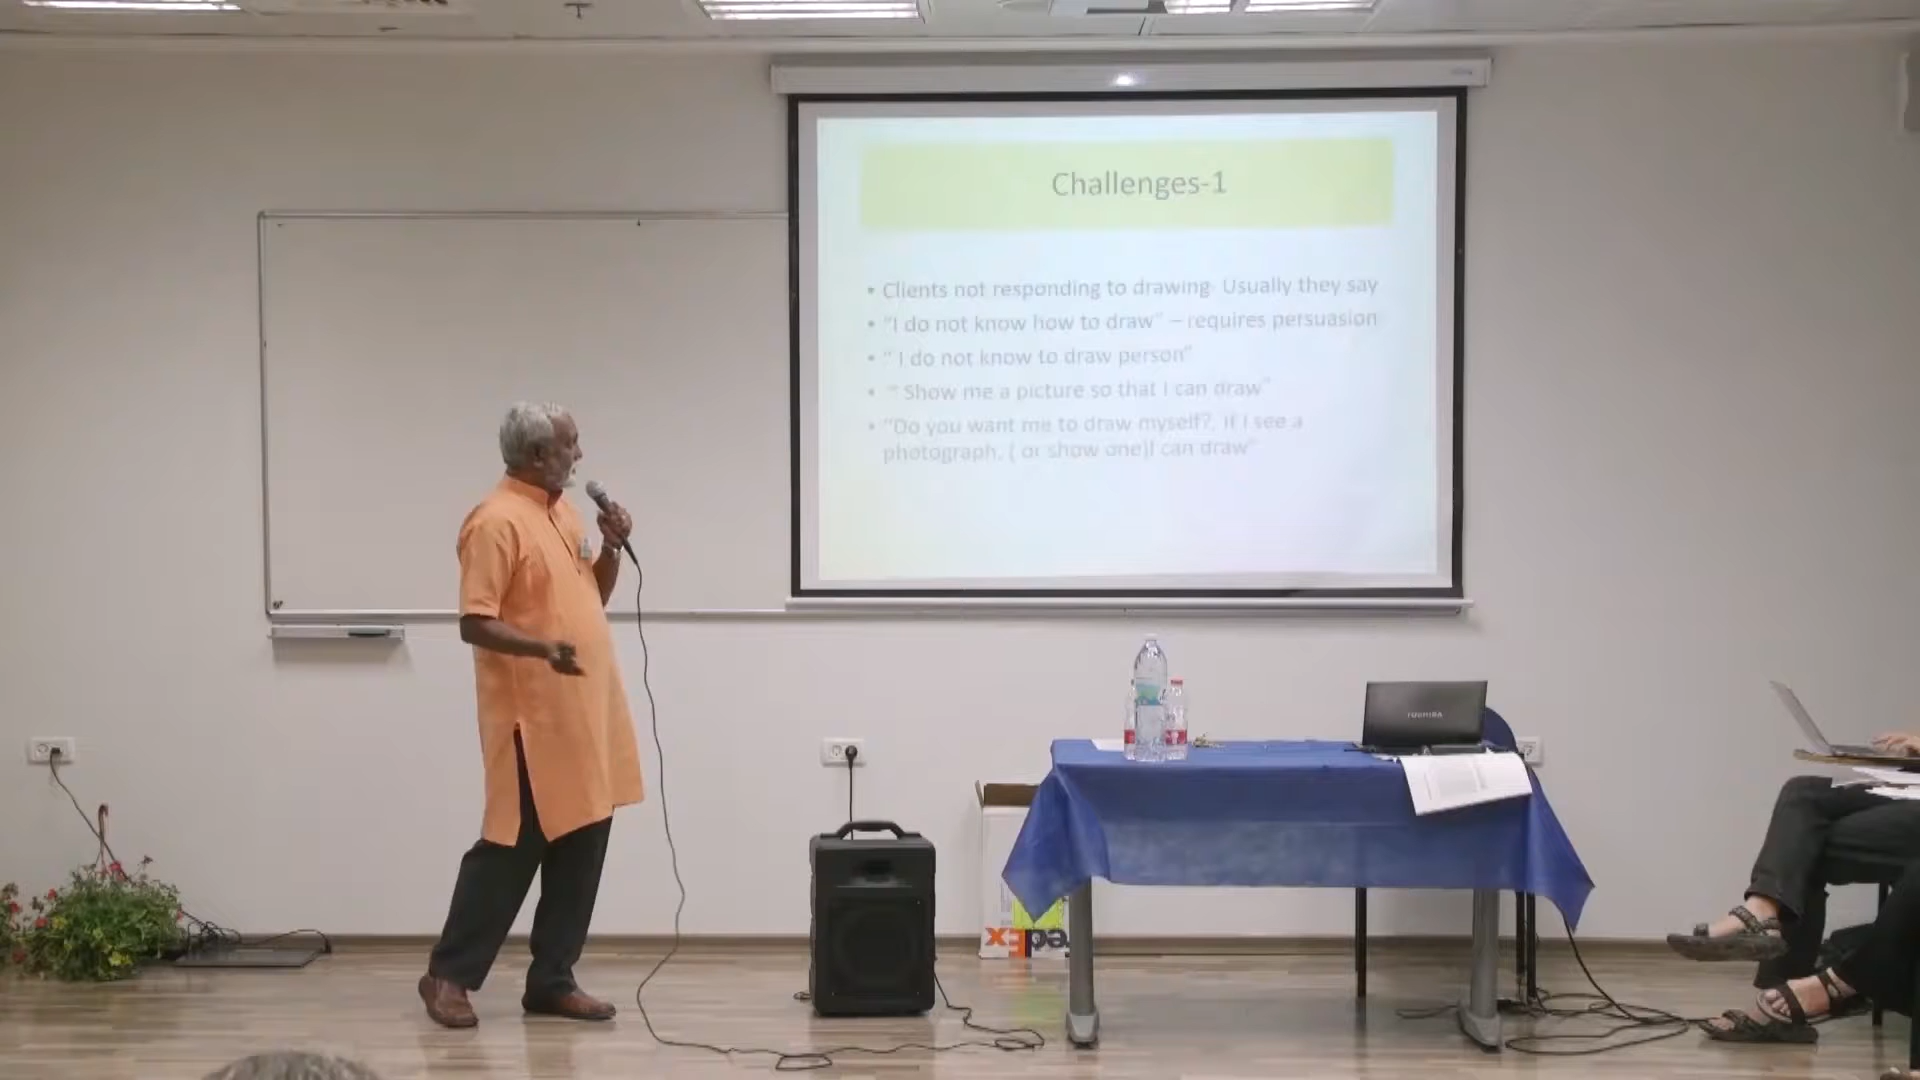 Challenges-1
• Clients not responding to drawing- Usually they say
• "I do not know how to draw" – requires persuasion
• " I do not know to draw person"
• " Show me a picture so that I can draw"
• "Do you want me to draw myself?, if I see a
photograph, ( or show one)I can draw"
TOSHIBA
FedEx